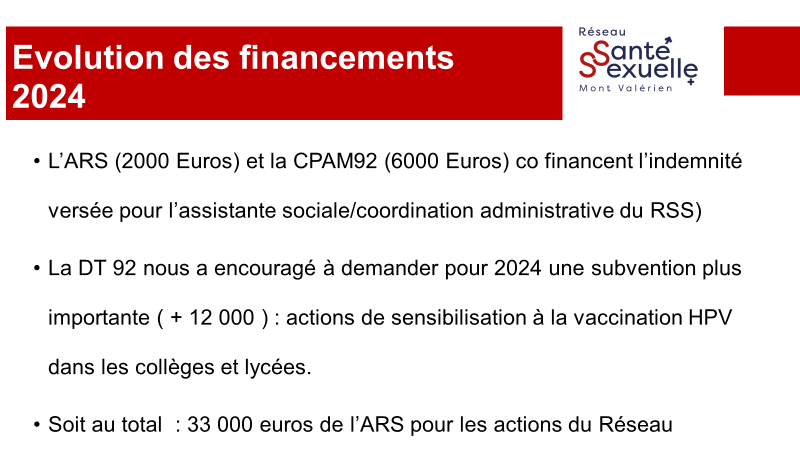 Evolution des financements
2024
Réseau
Santé
Sexuelle
Mont Valérien
• L’ARS (2000 Euros) et la CPAM92 (6000 Euros) co financent l’indemnité
versée pour l’assistante sociale/coordination administrative du RSS)
• La DT 92 nous a encouragé à demander pour 2024 une subvention plus
importante ( + 12 000 ) : actions de sensibilisation à la vaccination HPV
dans les collèges et lycées.
• Soit au total  : 33 000 euros de l’ARS pour les actions du Réseau